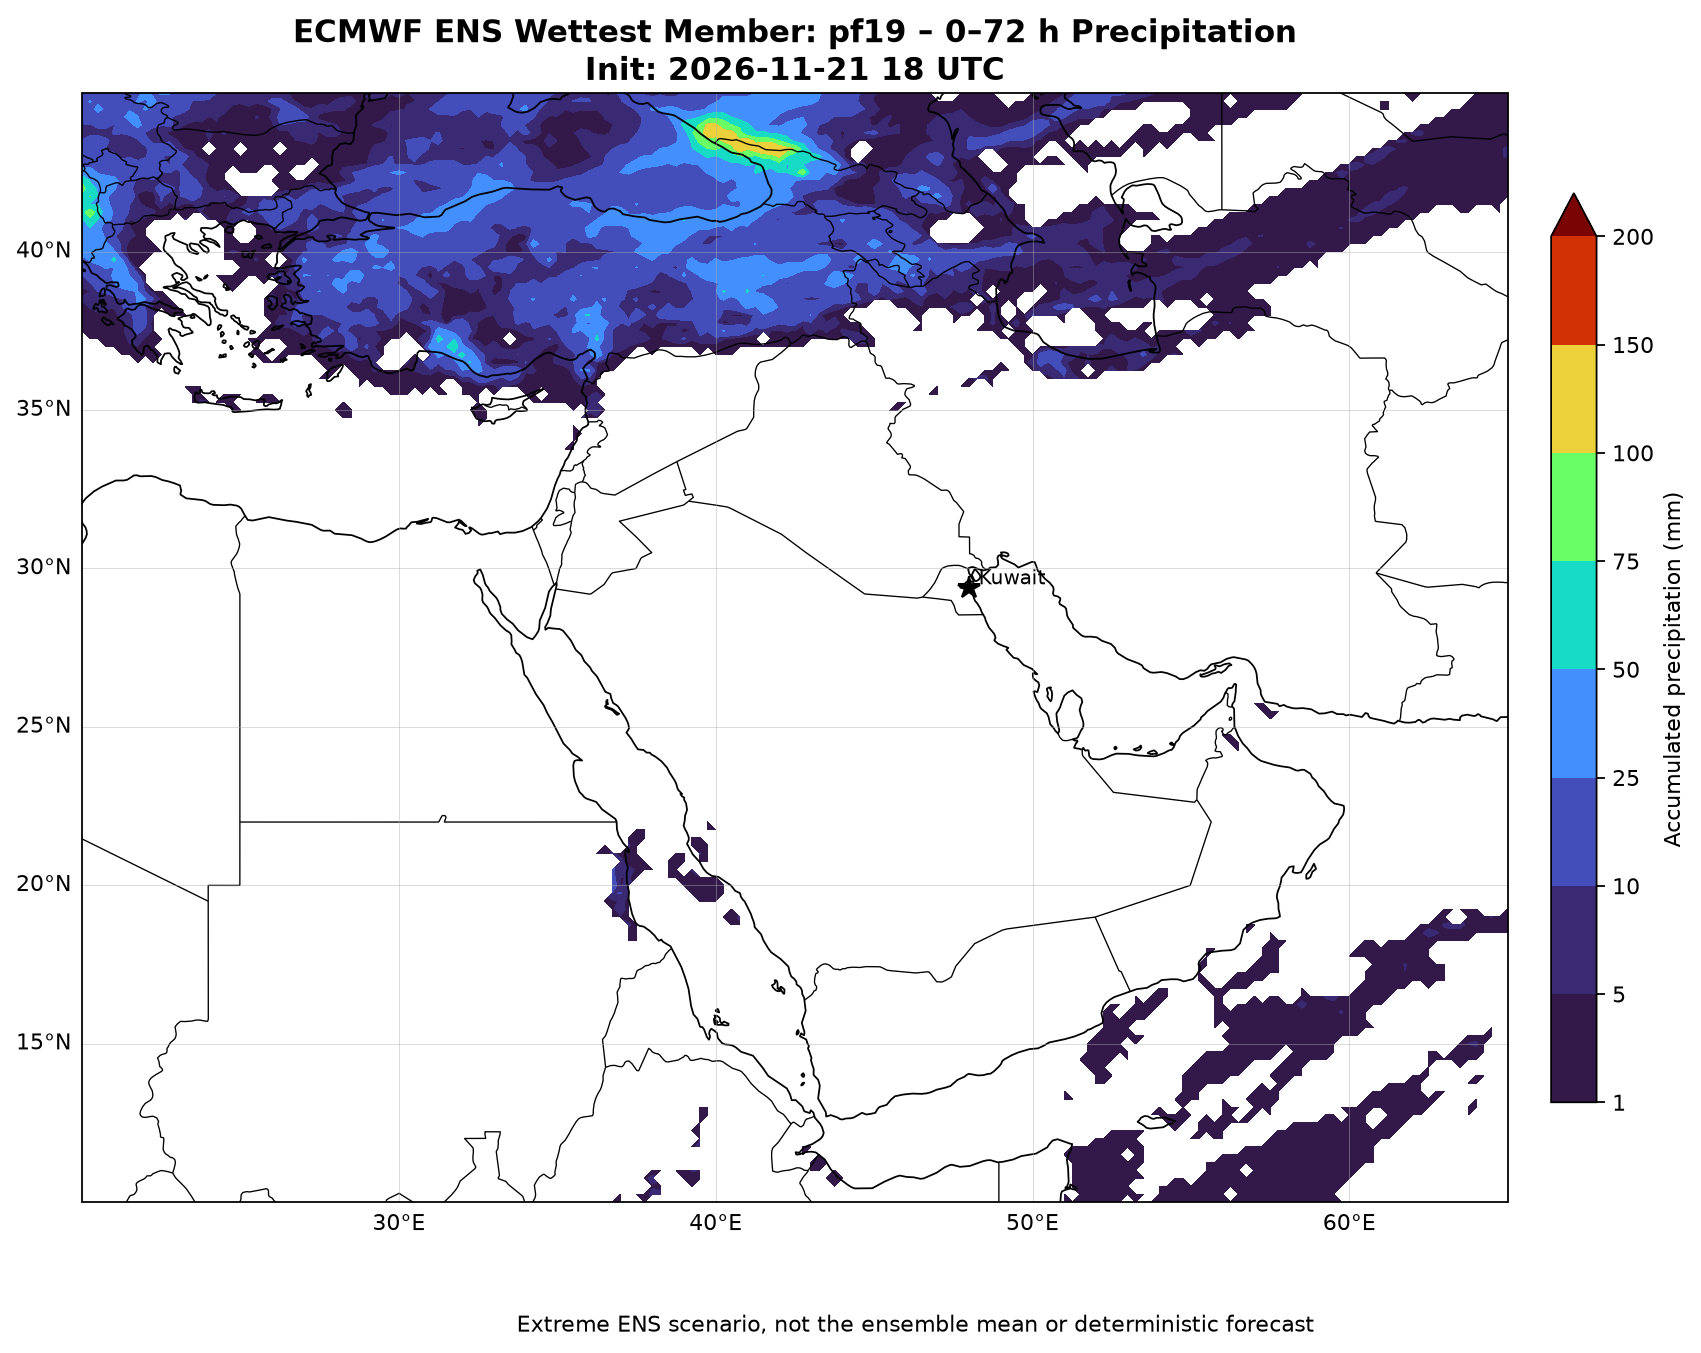 ECMWF ENS Wettest Member: pf19 – 0–72 h Precipitation
Init: 2026-11-21 18 UTC
40°N
35°N
30°N
25°N
20°N
15°N
Kuwait
30°E
40°E
50°E
60°E
200
150
100
75
50
25
10
5
1
Accumulated precipitation (mm)
Extreme ENS scenario, not the ensemble mean or deterministic forecast